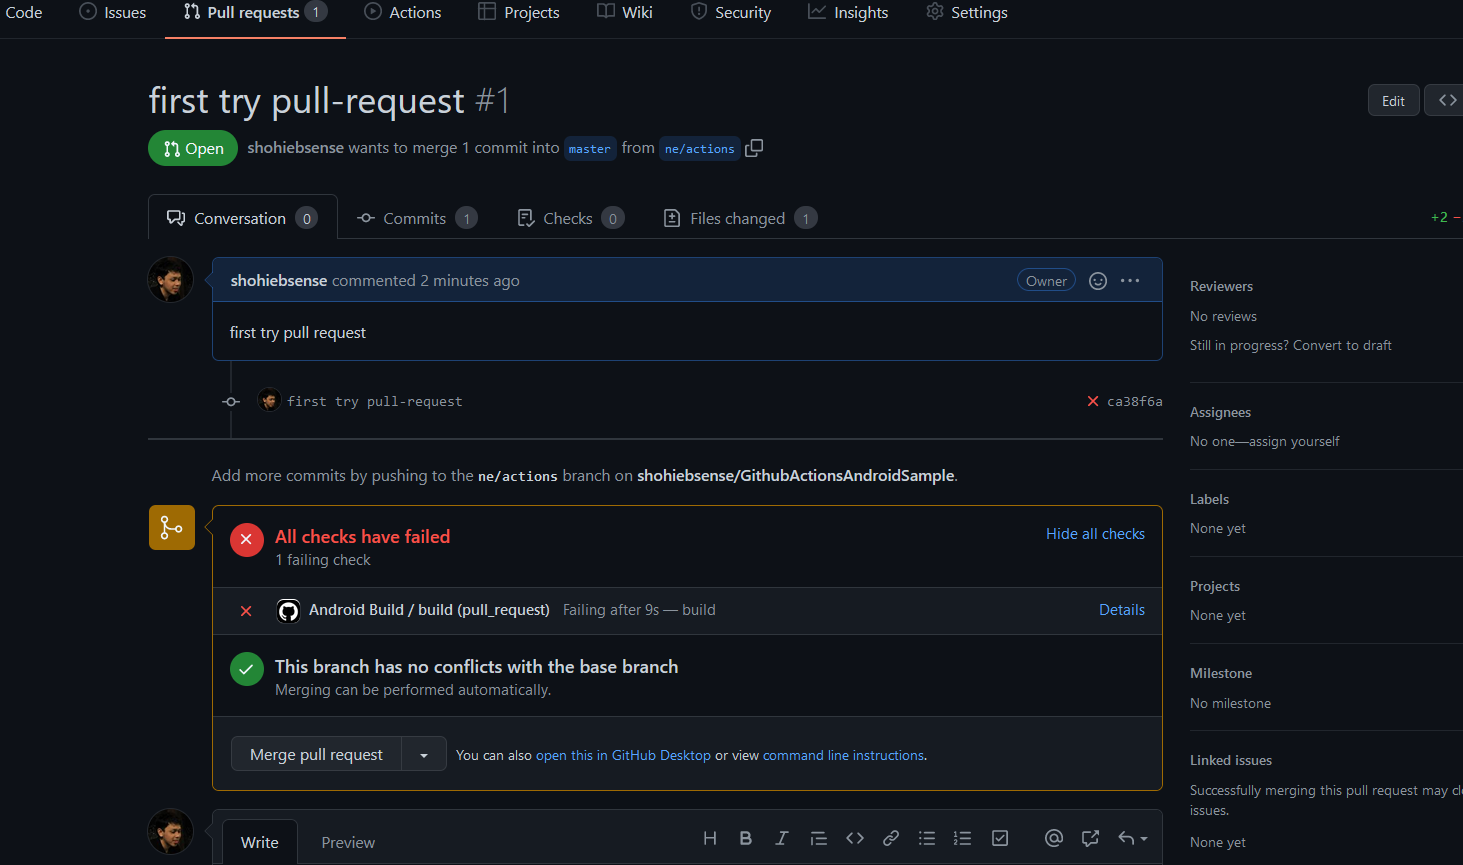 Code Issues Pull requests 1 Actions Projects Wiki Security Insights Settings
first try pull-request #1
Edit <>
Open shohiebsense wants to merge 1 commit into master from ne/actions
Conversation 0 Commits 1 Checks 0 Files changed 1 +2 −
shohiebsense commented 2 minutes ago Owner
first try pull request
first try pull-request ca38f6a
Add more commits by pushing to the ne/actions branch on shohiebsense/GithubActionsAndroidSample.
All checks have failed Hide all checks
1 failing check
Android Build / build (pull_request) Failing after 9s — build Details
This branch has no conflicts with the base branch
Merging can be performed automatically.
Merge pull request You can also open this in GitHub Desktop or view command line instructions.
Write Preview
Reviewers
No reviews
Still in progress? Convert to draft
Assignees
No one—assign yourself
Labels
None yet
Projects
None yet
Milestone
No milestone
Linked issues
Successfully merging this pull request may cl
issues.
None yet